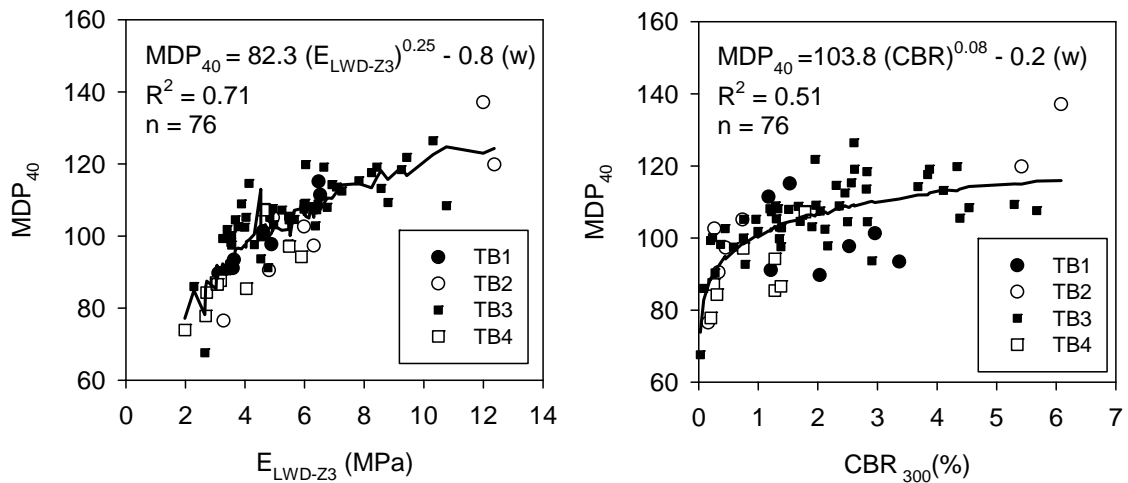 MDP40 = 82.3 (ELWD-Z3)^0.25 - 0.8 (w)
R² = 0.71
n = 76
160
140
120
100
80
60
MDP40
0 2 4 6 8 10 12 14
ELWD-Z3 (MPa)
TB1
TB2
TB3
TB4
MDP40 =103.8 (CBR)^0.08 - 0.2 (w)
R² = 0.51
n = 76
160
140
120
100
80
60
MDP40
0 1 2 3 4 5 6 7
CBR 300(%)
TB1
TB2
TB3
TB4